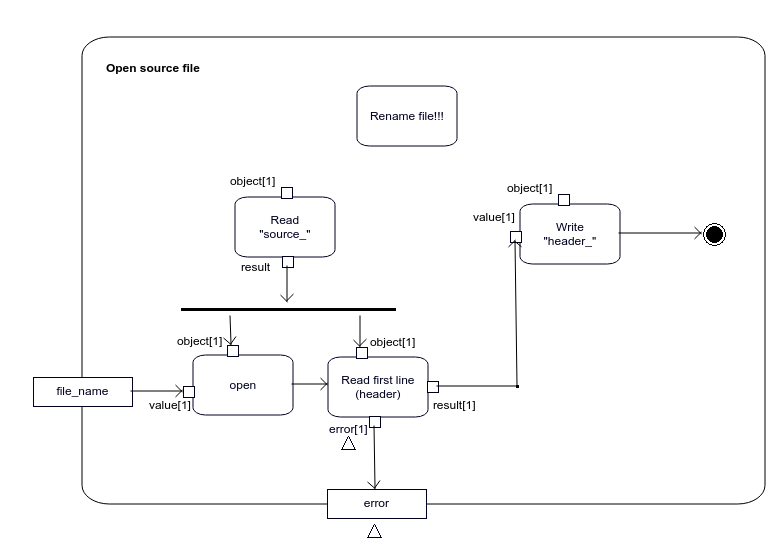 Open source file
Rename file!!!
object[1]
Read
"source_"
result
object[1]
value[1]
Write
"header_"
object[1]
object[1]
file_name
value[1]
open
Read first line
(header)
result[1]
error[1]
error